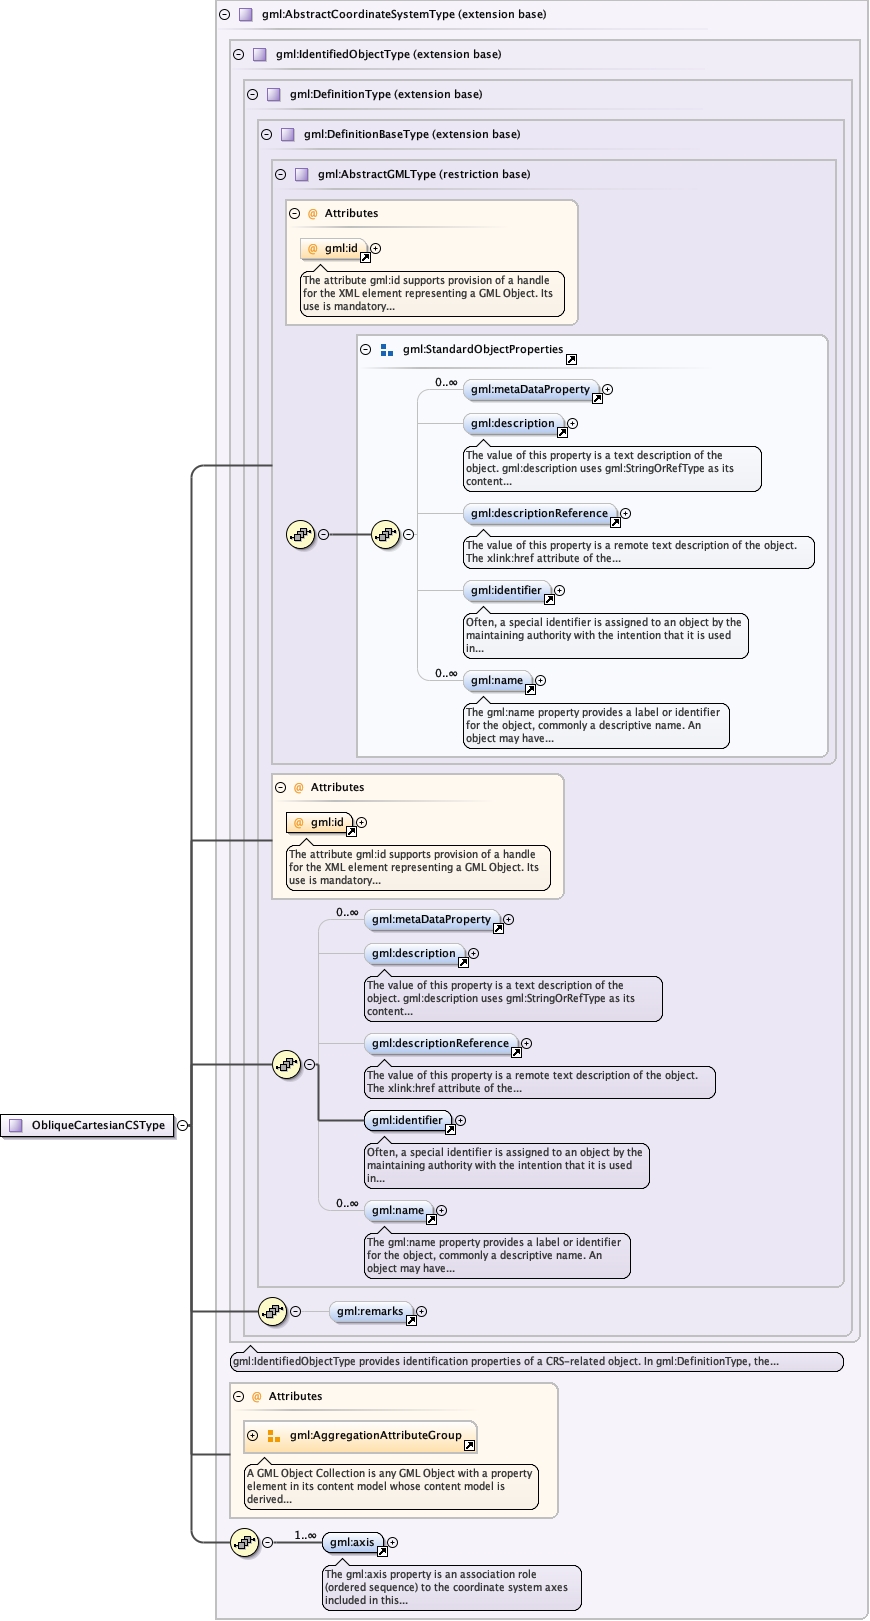 gml:AbstractCoordinateSystemType (extension base)
gml:IdentifiedObjectType (extension base)
gml:DefinitionType (extension base)
gml:DefinitionBaseType (extension base)
gml:AbstractGMLType (restriction base)
@ Attributes
@ gml:id
The attribute gml:id supports provision of a handle
for the XML element representing a GML Object. Its
use is mandatory...
gml:StandardObjectProperties
0..∞
gml:metaDataProperty
gml:description
The value of this property is a text description of the
object. gml:description uses gml:StringOrRefType as its
content...
gml:descriptionReference
The value of this property is a remote text description of the object.
The xlink:href attribute of the...
gml:identifier
Often, a special identifier is assigned to an object by the
maintaining authority with the intention that it is used
in...
0..∞
gml:name
The gml:name property provides a label or identifier
for the object, commonly a descriptive name. An
object may have...
@ Attributes
@ gml:id
The attribute gml:id supports provision of a handle
for the XML element representing a GML Object. Its
use is mandatory...
0..∞
gml:metaDataProperty
gml:description
The value of this property is a text description of the
object. gml:description uses gml:StringOrRefType as its
content...
gml:descriptionReference
The value of this property is a remote text description of the object.
The xlink:href attribute of the...
ObliqueCartesianCSType
gml:identifier
Often, a special identifier is assigned to an object by the
maintaining authority with the intention that it is used
in...
0..∞
gml:name
The gml:name property provides a label or identifier
for the object, commonly a descriptive name. An
object may have...
gml:remarks
gml:IdentifiedObjectType provides identification properties of a CRS-related object. In gml:DefinitionType, the...
@ Attributes
gml:AggregationAttributeGroup
A GML Object Collection is any GML Object with a property
element in its content model whose content model is
derived...
1..∞
gml:axis
The gml:axis property is an association role
(ordered sequence) to the coordinate system axes
included in this...